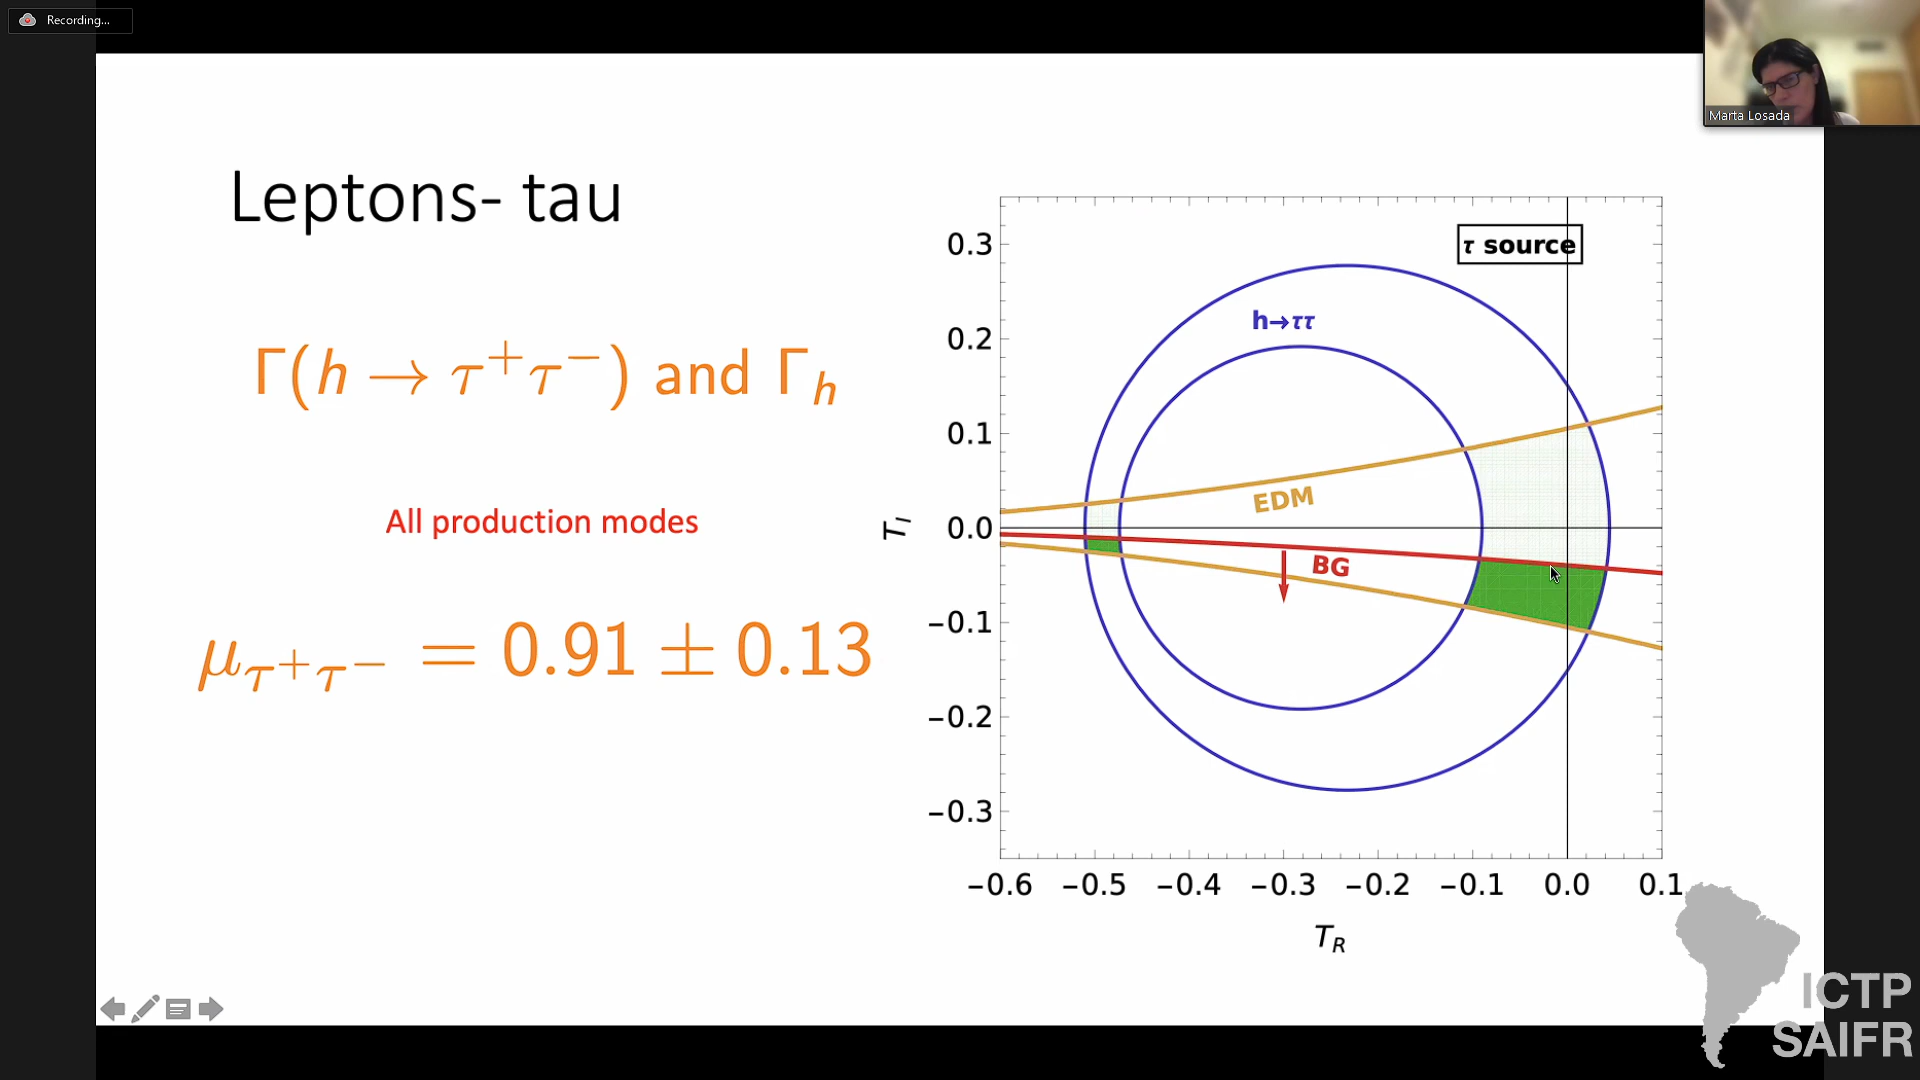 Recording...
Marta Losada
Leptons- tau
Γ(h → τ⁺τ⁻) and Γ_h
All production modes
μ_τ⁺τ⁻ = 0.91 ± 0.13
τ source
h→ττ
EDM
BG
T_I
0.3
0.2
0.1
0.0
−0.1
−0.2
−0.3
−0.6 −0.5 −0.4 −0.3 −0.2 −0.1 0.0 0.1
T_R
ICTP
SAIFR